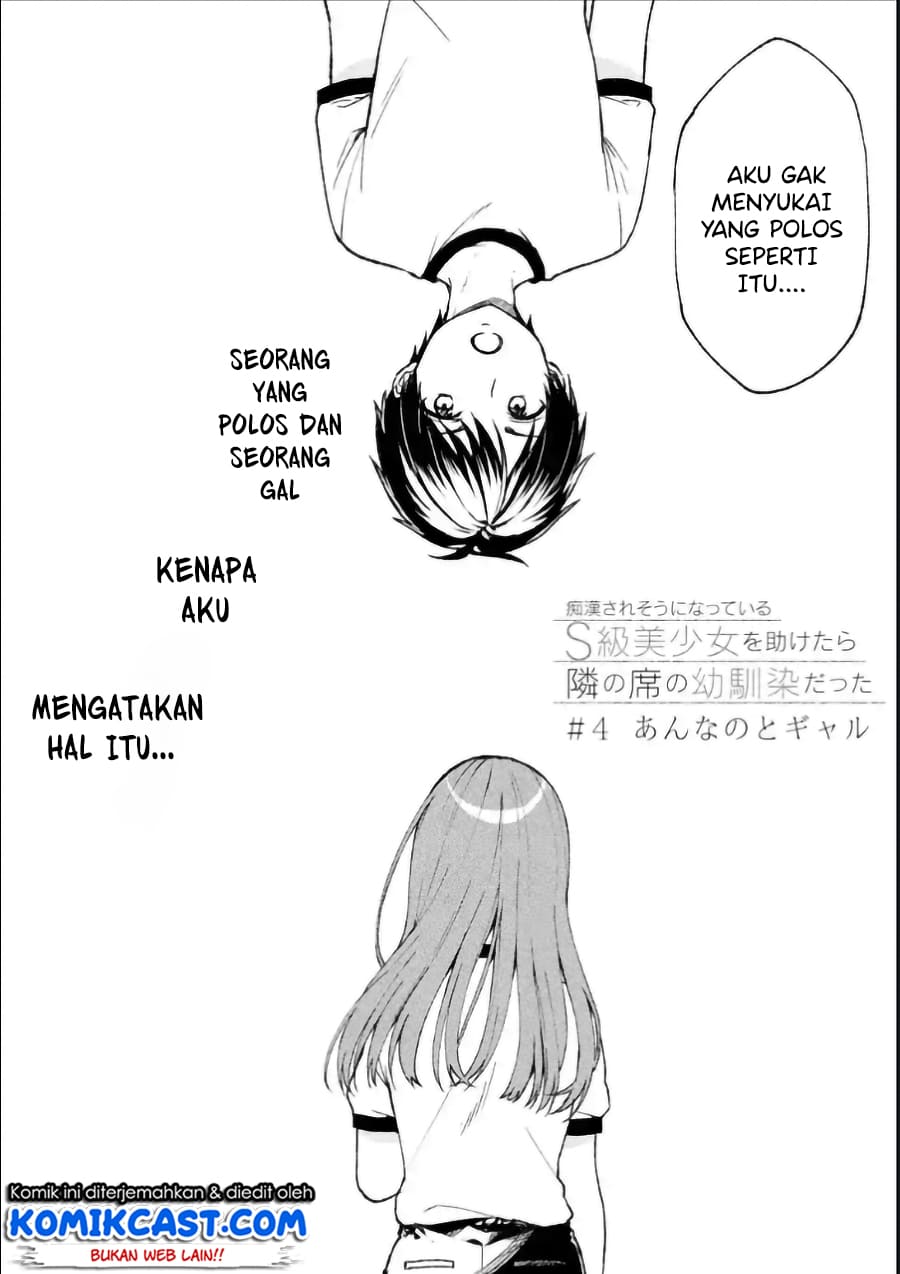 AKU GAK
MENYUKAI
YANG POLOS
SEPERTI
ITU....
SEORANG
YANG
POLOS DAN
SEORANG
GAL
KENAPA
AKU
MENGATAKAN
HAL ITU...
痴漢されそうになっている
S級美少女を助けたら
隣の席の幼馴染だった
#4 あんなのとギャル
Komik ini diterjemahkan & diedit oleh
KOMIKCAST.COM
BUKAN WEB LAIN!!